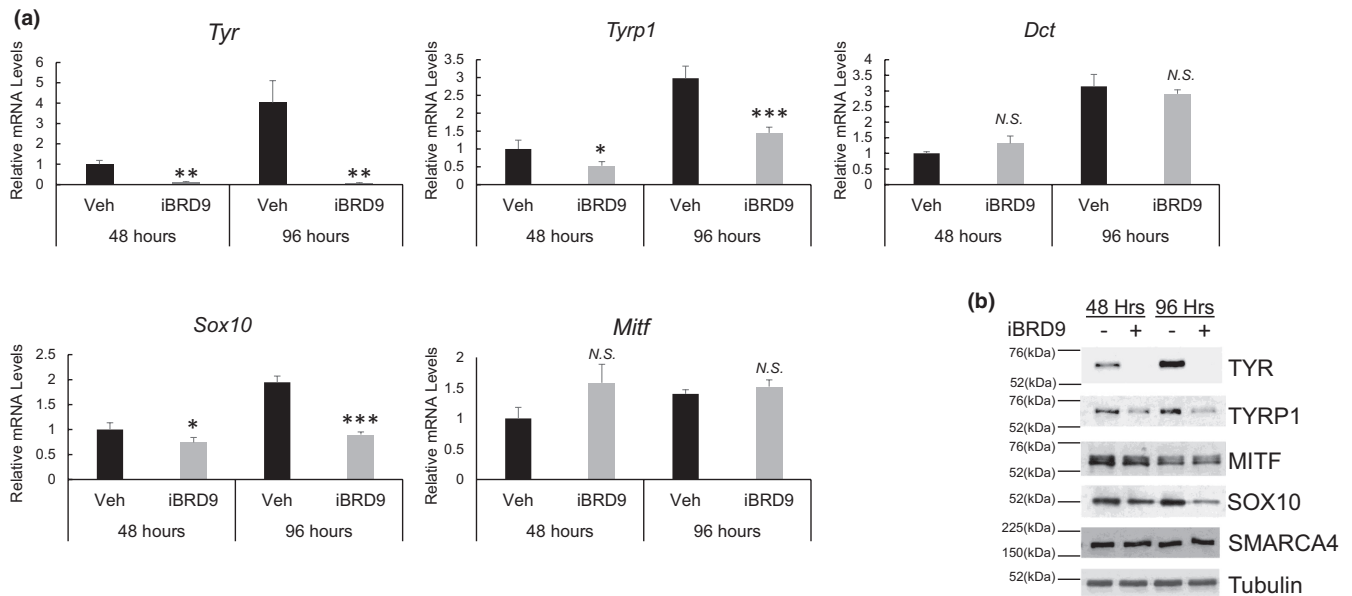 (a)
Tyr
Relative mRNA Levels
6
5
4
3
2
1
0
**
**
Veh iBRD9 Veh iBRD9
48 hours 96 hours
Tyrp1
Relative mRNA Levels
3.5
3
2.5
2
1.5
1
0.5
0
*
***
Veh iBRD9 Veh iBRD9
48 hours 96 hours
Dct
Relative mRNA Levels
4
3.5
3
2.5
2
1.5
1
0.5
0
N.S.
N.S.
Veh iBRD9 Veh iBRD9
48 hours 96 hours
Sox10
Relative mRNA Levels
2.5
2
1.5
1
0.5
0
*
***
Veh iBRD9 Veh iBRD9
48 hours 96 hours
Mitf
Relative mRNA Levels
2
1.5
1
0.5
0
N.S.
N.S.
Veh iBRD9 Veh iBRD9
48 hours 96 hours
(b)
48 Hrs 96 Hrs
iBRD9 - + - +
76(kDa)
TYR
52(kDa)
76(kDa)
TYRP1
52(kDa)
76(kDa)
MITF
52(kDa)
52(kDa) SOX10
225(kDa)
SMARCA4
150(kDa)
52(kDa)
Tubulin